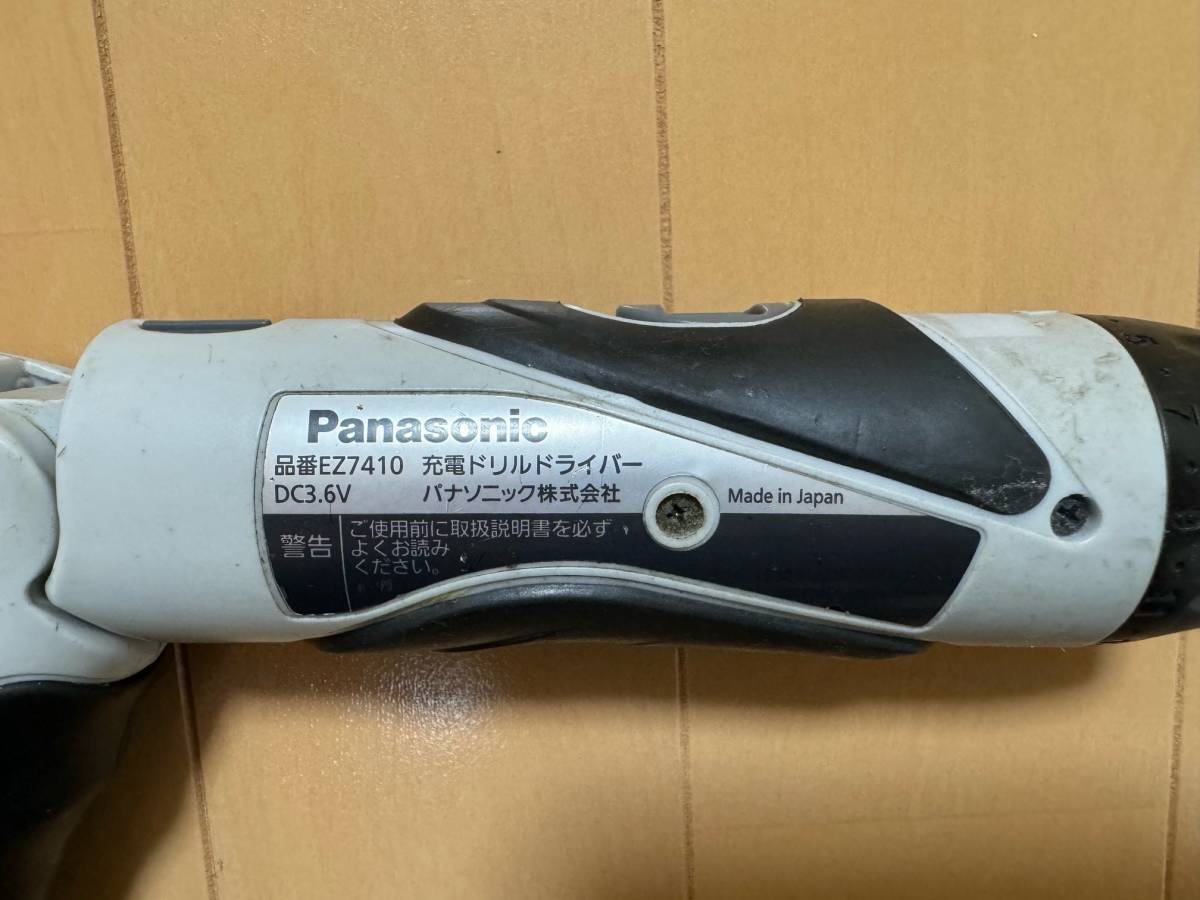 Panasonic
品番EZ7410 充電ドリルドライバー
DC3.6V パナソニック株式会社
Made in Japan
警告
ご使用前に取扱説明書を必ず
よくお読み
ください。